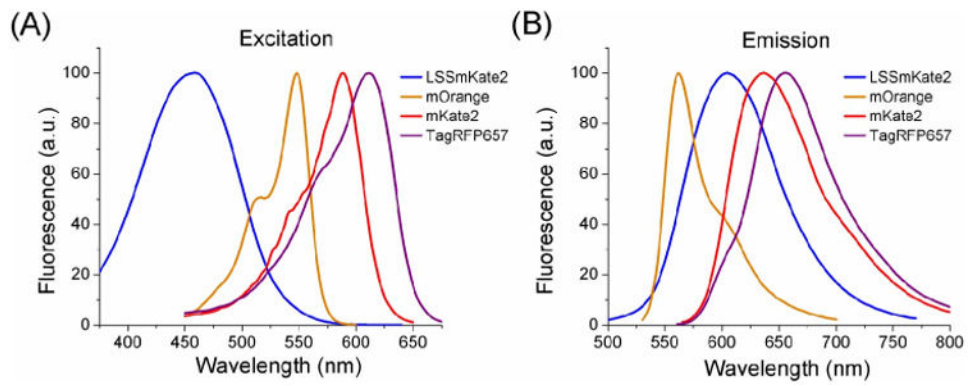 (A)
Excitation
LSSmKate2
mOrange
mKate2
TagRFP657
100
80
60
40
20
0
Fluorescence (a.u.)
400
450
500
550
600
650
Wavelength (nm)
(B)
Emission
LSSmKate2
mOrange
mKate2
TagRFP657
100
80
60
40
20
0
Fluorescence (a.u.)
500
550
600
650
700
750
800
Wavelength (nm)